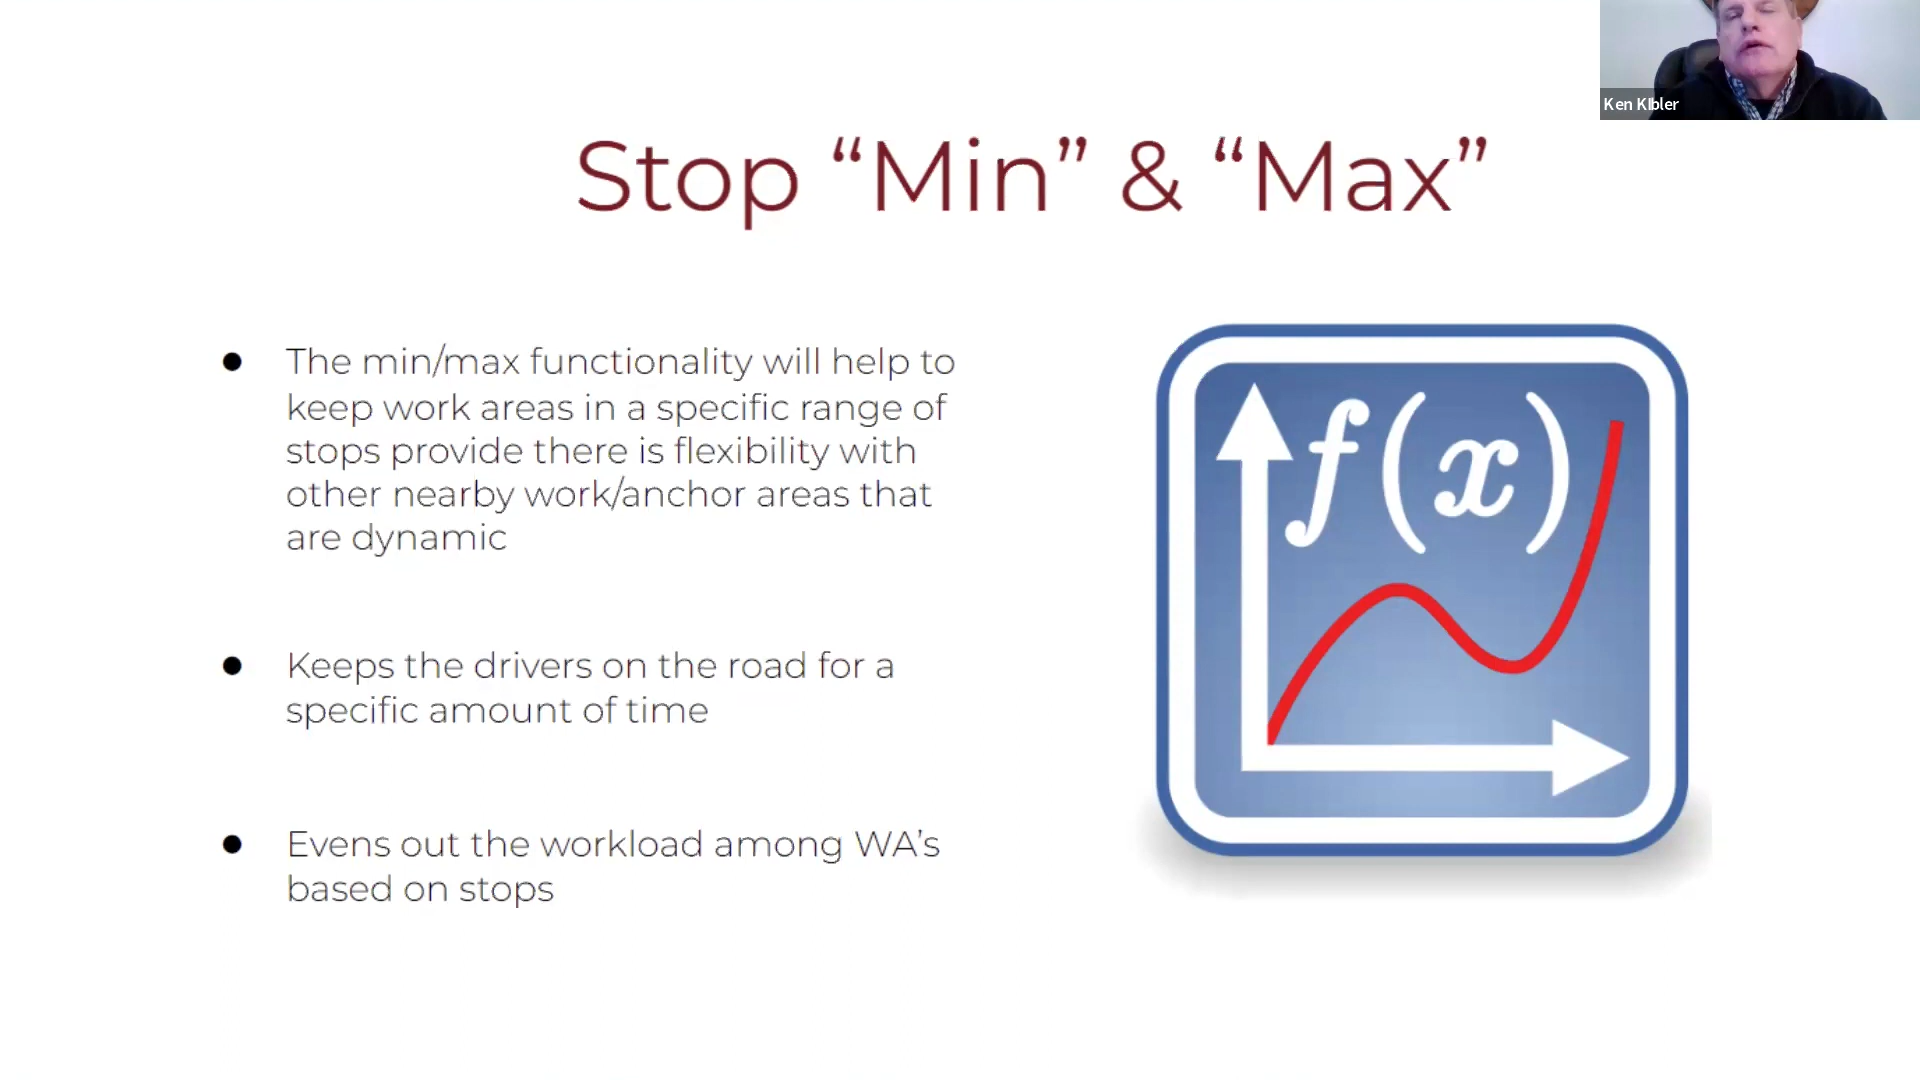 Ken KIbler
Stop “Min” & “Max”
● The min/max functionality will help to
keep work areas in a specific range of
stops provide there is flexibility with
other nearby work/anchor areas that
are dynamic
● Keeps the drivers on the road for a
specific amount of time
● Evens out the workload among WA’s
based on stops
f(x)